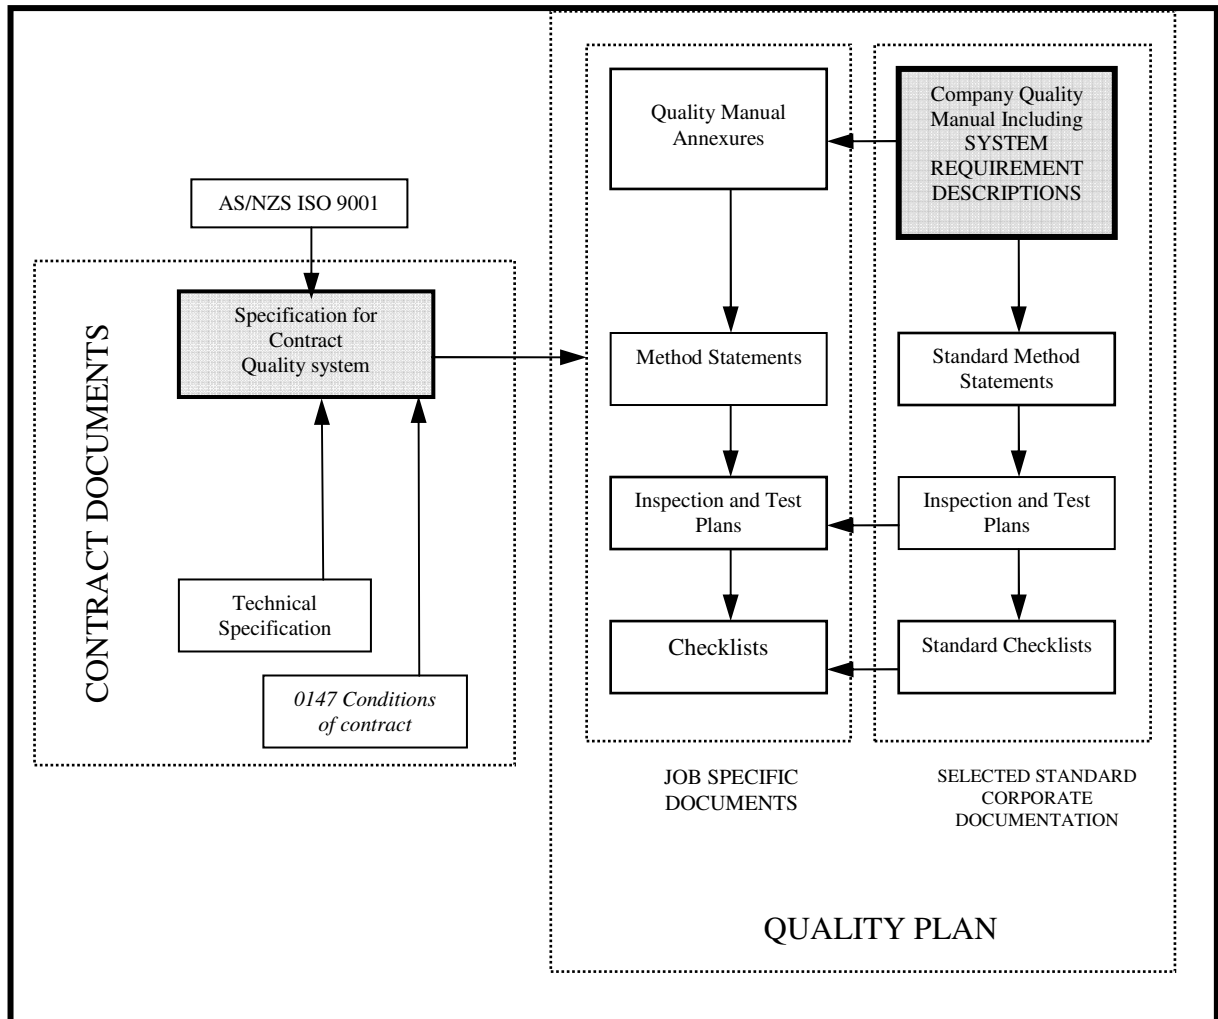 AS/NZS ISO 9001
CONTRACT DOCUMENTS
Specification for
Contract
Quality system
Technical
Specification
0147 Conditions
of contract
Quality Manual
Annexures
Method Statements
Inspection and Test
Plans
Checklists
JOB SPECIFIC
DOCUMENTS
Company Quality
Manual Including
SYSTEM
REQUIREMENT
DESCRIPTIONS
Standard Method
Statements
Inspection and Test
Plans
Standard Checklists
SELECTED STANDARD
CORPORATE
DOCUMENTATION
QUALITY PLAN